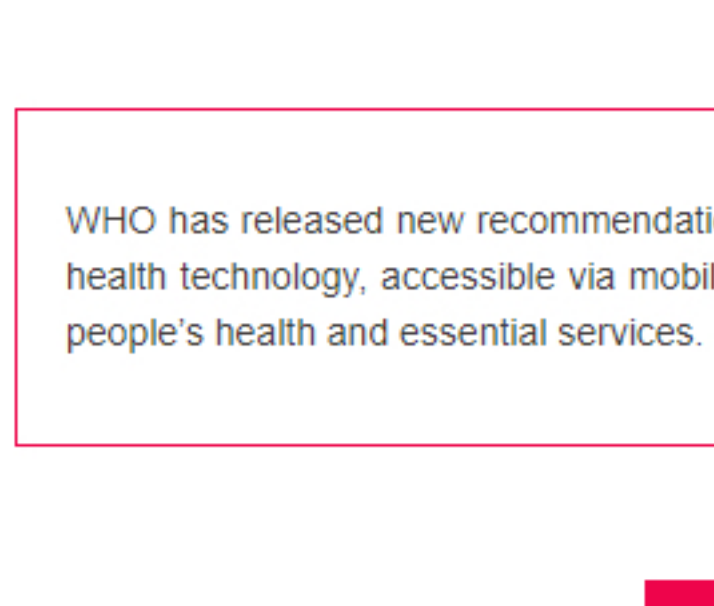 WHO has released new recommendati
health technology, accessible via mobil
people’s health and essential services.